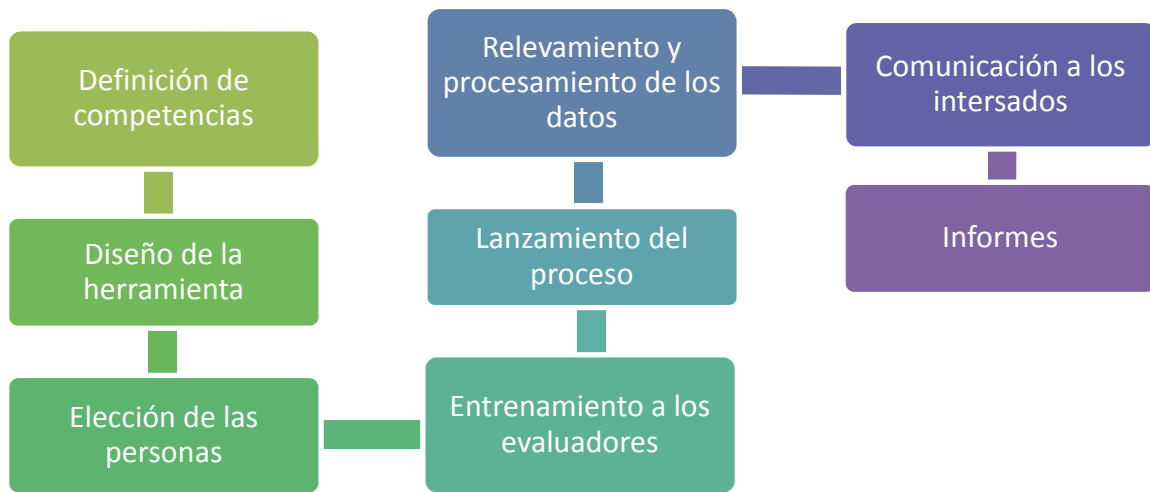 Definición de
competencias
Diseño de la
herramienta
Elección de las
personas
Entrenamiento a los
evaluadores
Lanzamiento del
proceso
Relevamiento y
procesamiento de los
datos
Comunicación a los
intersados
Informes